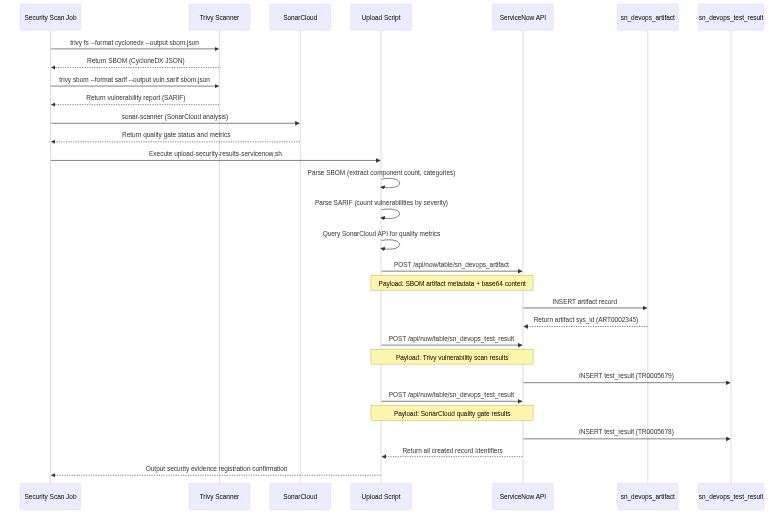 Security Scan Job
Trivy Scanner
SonarCloud
Upload Script
ServiceNow API
sn_devops_artifact
sn_devops_test_result
trivy fs --format cyclonedx --output sbom.json
Return SBOM (CycloneDX JSON)
trivy sbom --format sarif --output vuln.sarif sbom.json
Return vulnerability report (SARIF)
sonar-scanner (SonarCloud analysis)
Return quality gate status and metrics
Execute upload-security-results-servicenow.sh
Parse SBOM (extract component count, categories)
Parse SARIF (count vulnerabilities by severity)
Query SonarCloud API for quality metrics
POST /api/now/table/sn_devops_artifact
Payload: SBOM artifact metadata + base64 content
INSERT artifact record
Return artifact sys_id (ART0002345)
POST /api/now/table/sn_devops_test_result
Payload: Trivy vulnerability scan results
INSERT test_result (TR0005679)
POST /api/now/table/sn_devops_test_result
Payload: SonarCloud quality gate results
INSERT test_result (TR0005678)
Return all created record identifiers
Output security evidence registration confirmation
Security Scan Job
Trivy Scanner
SonarCloud
Upload Script
ServiceNow API
sn_devops_artifact
sn_devops_test_result